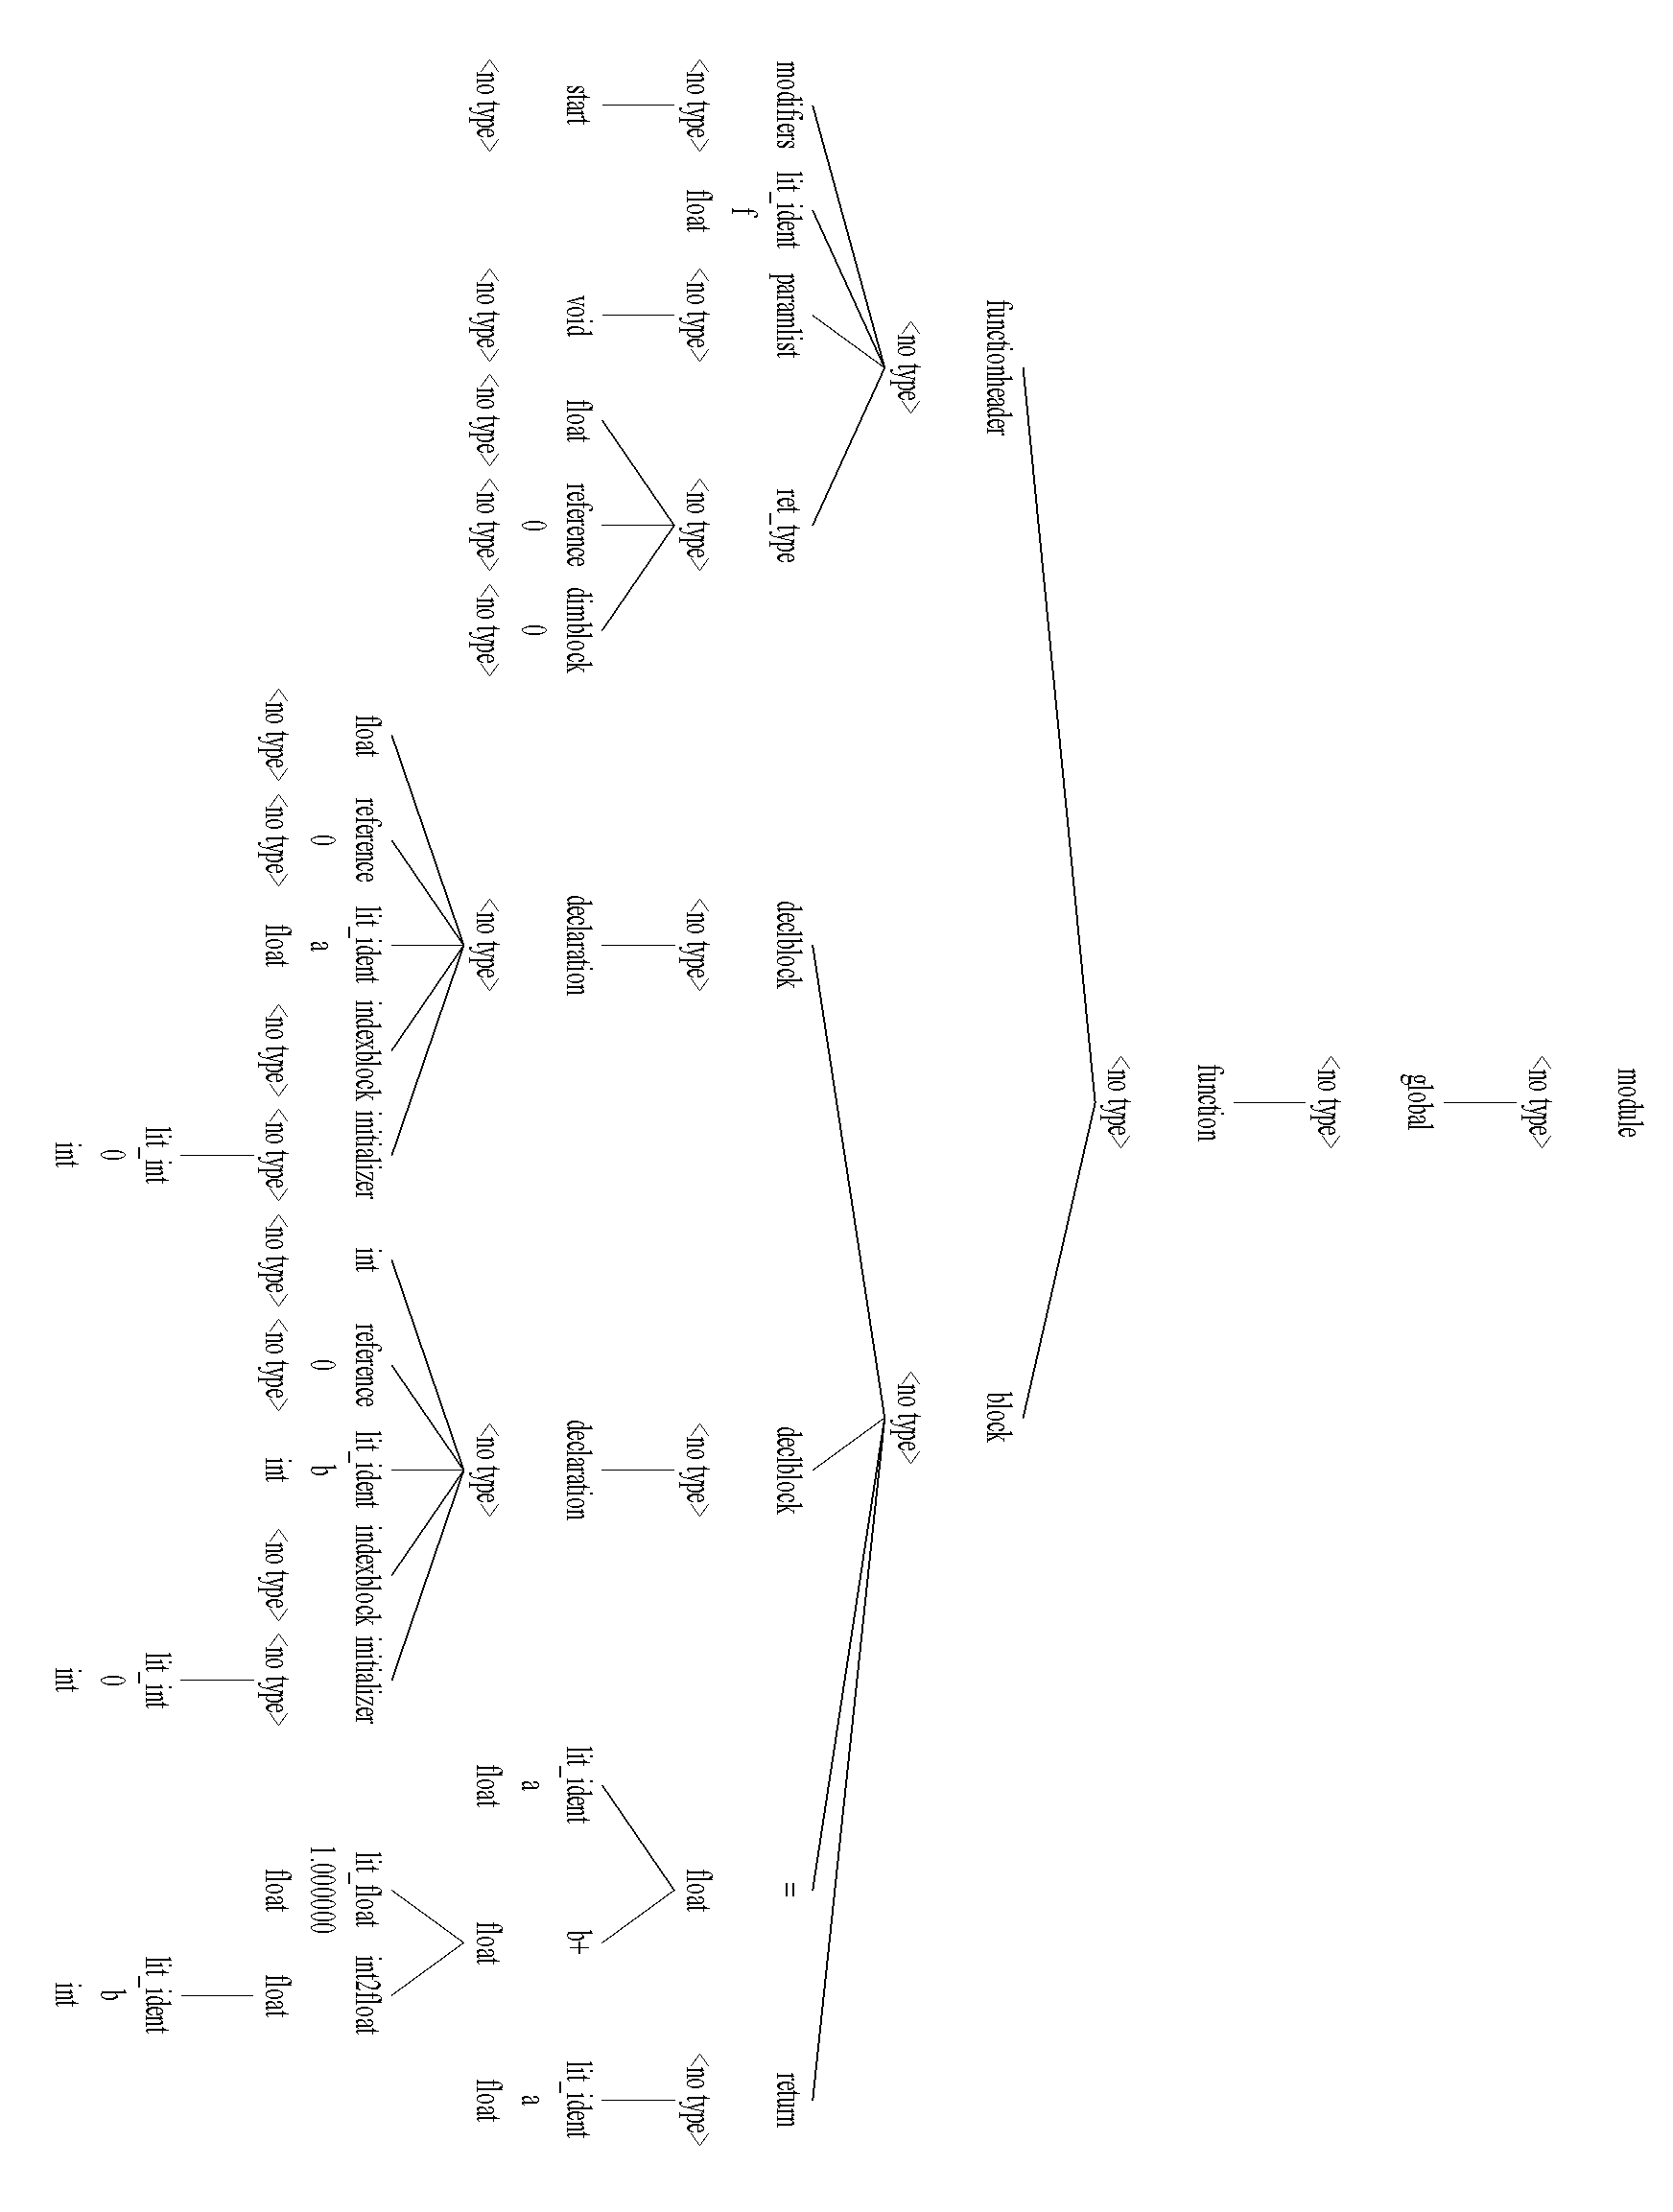 module
<no type>
global
<no type>
function
<no type>
functionheader block
<no type> <no type>
modifiers lit_ident paramlist ret_type declblock declblock = return
f
<no type> float <no type> <no type> <no type> <no type> float <no type>
start void float reference dimblock declaration declaration lit_ident b+ lit_ident
0 0 a a
<no type> <no type> <no type> <no type> <no type> <no type> <no type> float float float
float reference lit_ident indexblock initializer int reference lit_ident indexblock initializer lit_float int2float
0 a 0 b 1.000000
<no type> <no type> float <no type> <no type> <no type> <no type> int <no type> <no type> float float
lit_int lit_int lit_ident
0 0 b
int int int